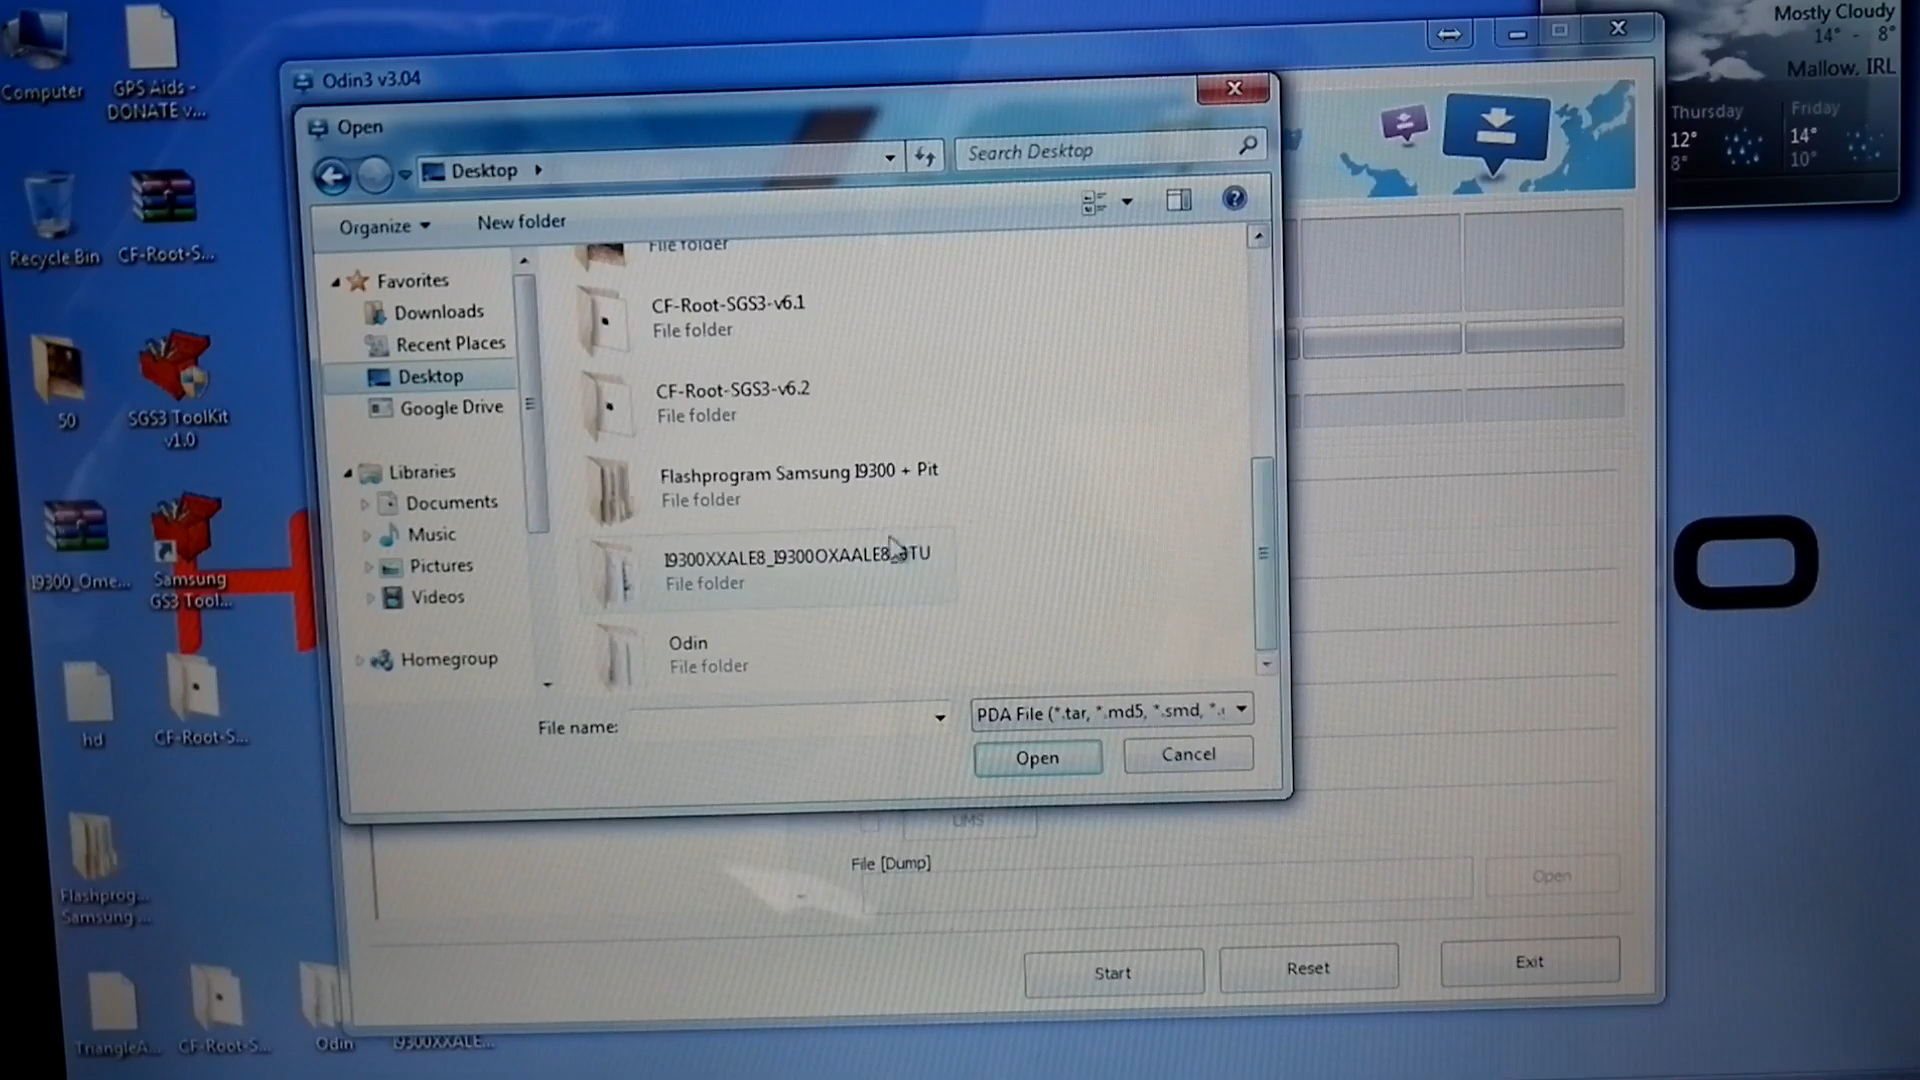 Mostly Cloudy
14° - 8°
Mallow, IRL
Thursday
12°
8°
Friday
14°
10°
Computer
GPS Aids -
DONATE v...
Recycle Bin
CF-Root-S...
50
SGS3 ToolKit
v1.0
I9300_Ome...
Samsung
GS3 Tool...
hd
CF-Root-S...
Flashprog...
Samsung ...
TriangleA...
CF-Root-S...
Odin
I9300XXALE...
Odin3 v3.04
Open
Desktop
Search Desktop
Organize
New folder
Favorites
Downloads
Recent Places
Desktop
Google Drive
Libraries
Documents
Music
Pictures
Videos
Homegroup
File folder
CF-Root-SGS3-v6.1
File folder
CF-Root-SGS3-v6.2
File folder
Flashprogram Samsung I9300 + Pit
File folder
I9300XXALE8_I9300OXAALE8_BTU
File folder
Odin
File folder
File name:
PDA File (*.tar, *.md5, *.smd, *.
Open
Cancel
UMS
File [Dump]
Open
Start
Reset
Exit